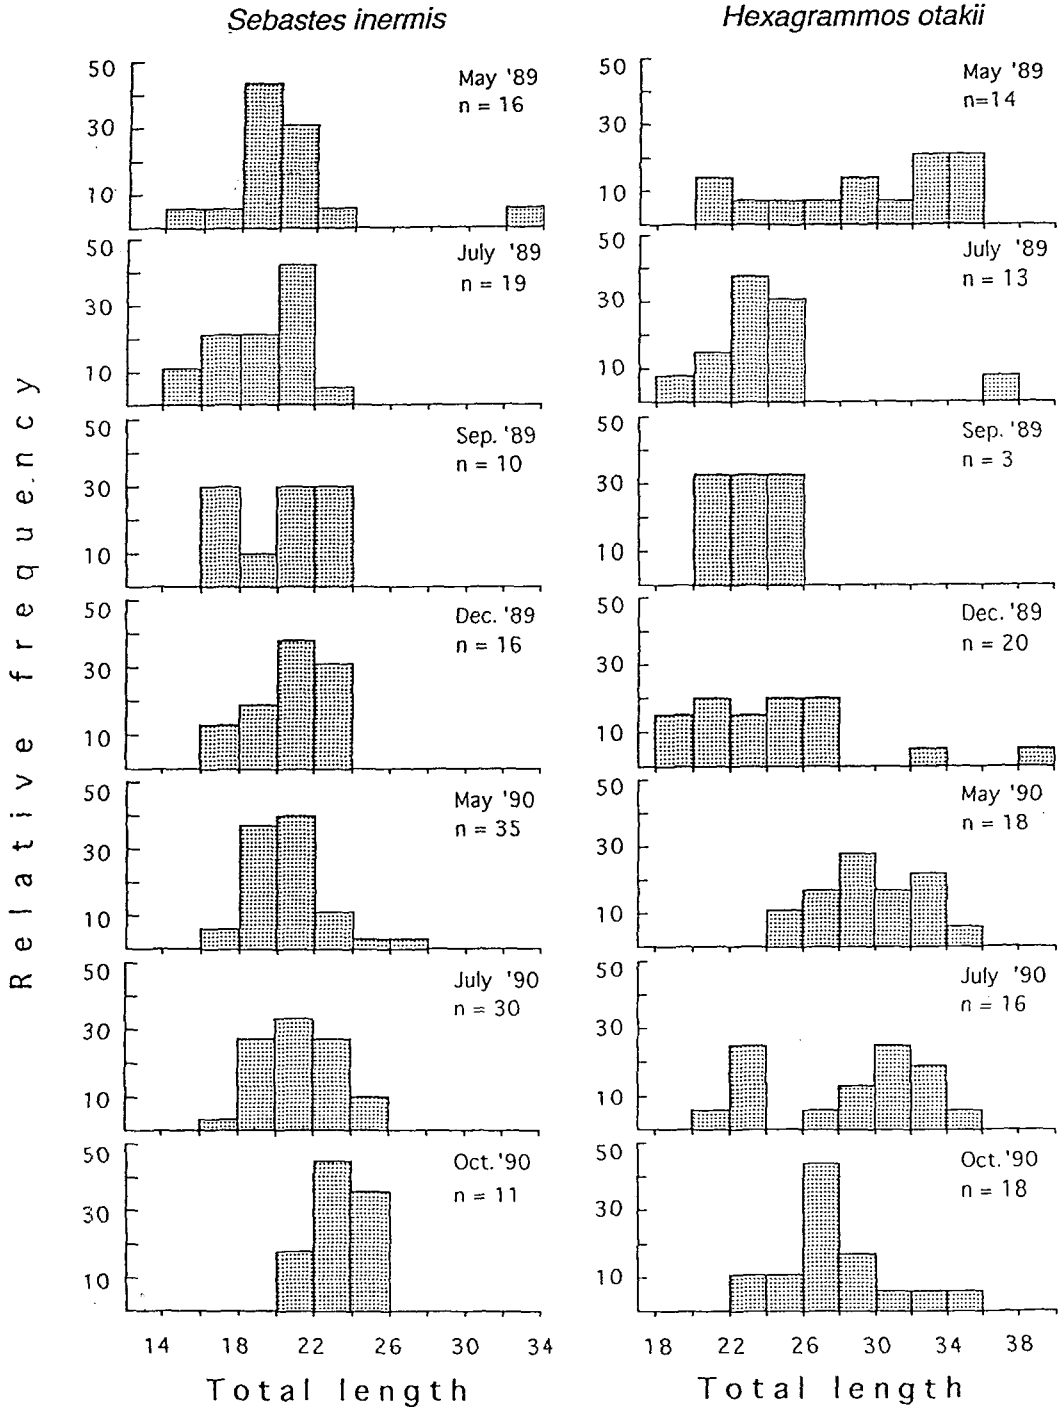 Sebastes inermis
Hexagrammos otakii
Relative frequency
50
30
10
May '89
n = 16
50
30
10
May '89
n=14
50
30
10
July '89
n = 19
50
30
10
July '89
n = 13
50
30
10
Sep. '89
n = 10
50
30
10
Sep. '89
n = 3
50
30
10
Dec. '89
n = 16
50
30
10
Dec. '89
n = 20
50
30
10
May '90
n = 35
50
30
10
May '90
n = 18
50
30
10
July '90
n = 30
50
30
10
July '90
n = 16
50
30
10
Oct. '90
n = 11
50
30
10
Oct. '90
n = 18
14 18 22 26 30 34
18 22 26 30 34 38
Total length
Total length